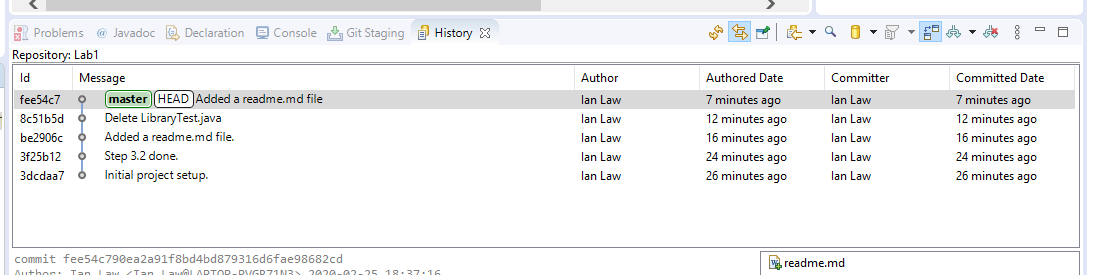 Problems @ Javadoc Declaration Console Git Staging History
Repository: Lab1
Id Message Author Authored Date Committer Committed Date
fee54c7 master HEAD Added a readme.md file Ian Law 7 minutes ago Ian Law 7 minutes ago
8c51b5d Delete LibraryTest.java Ian Law 12 minutes ago Ian Law 12 minutes ago
be2906c Added a readme.md file. Ian Law 16 minutes ago Ian Law 16 minutes ago
3f25b12 Step 3.2 done. Ian Law 24 minutes ago Ian Law 24 minutes ago
3dcdaa7 Initial project setup. Ian Law 26 minutes ago Ian Law 26 minutes ago
commit fee54c790ea2a91f8bd4bd879316d6fae98682cd
readme.md
Author: Ian Law <Ian Law@LAPTOP-PVGP71N3> 2020-02-25 18:37:16